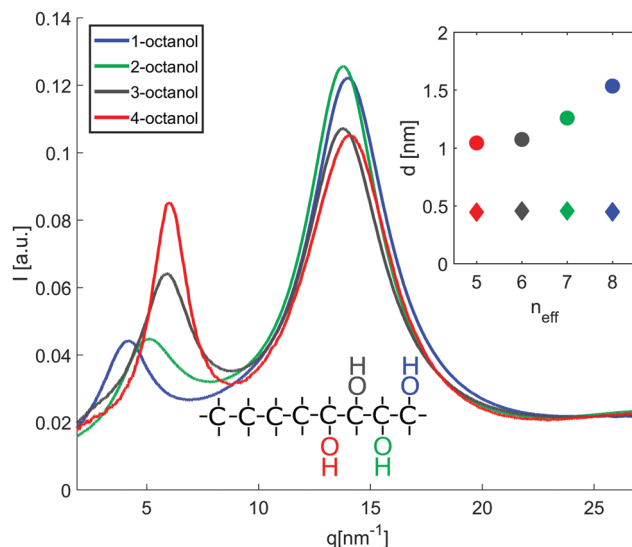 0.14
0.12
0.1
0.08
0.06
0.04
0.02
0
I [a.u.]
1-octanol
2-octanol
3-octanol
4-octanol
2
1.5
1
0.5
0
d [nm]
5 6 7 8
n_eff
H H
O O
-C-C-C-C-C-C-C-C-
O O
H H
5 10 15 20 25
q[nm⁻¹]